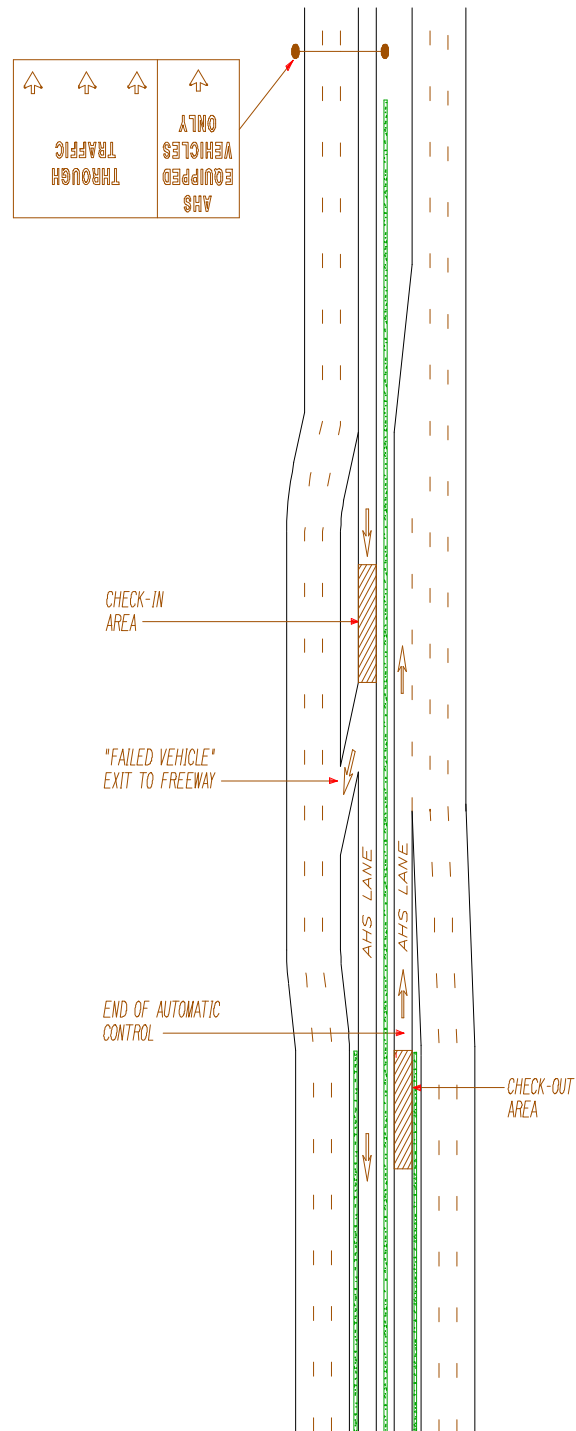 THROUGH
TRAFFIC
AHS
EQUIPPED
VEHICLES
ONLY
CHECK-IN
AREA
"FAILED VEHICLE"
EXIT TO FREEWAY
AHS LANE
AHS LANE
END OF AUTOMATIC
CONTROL
CHECK-OUT
AREA